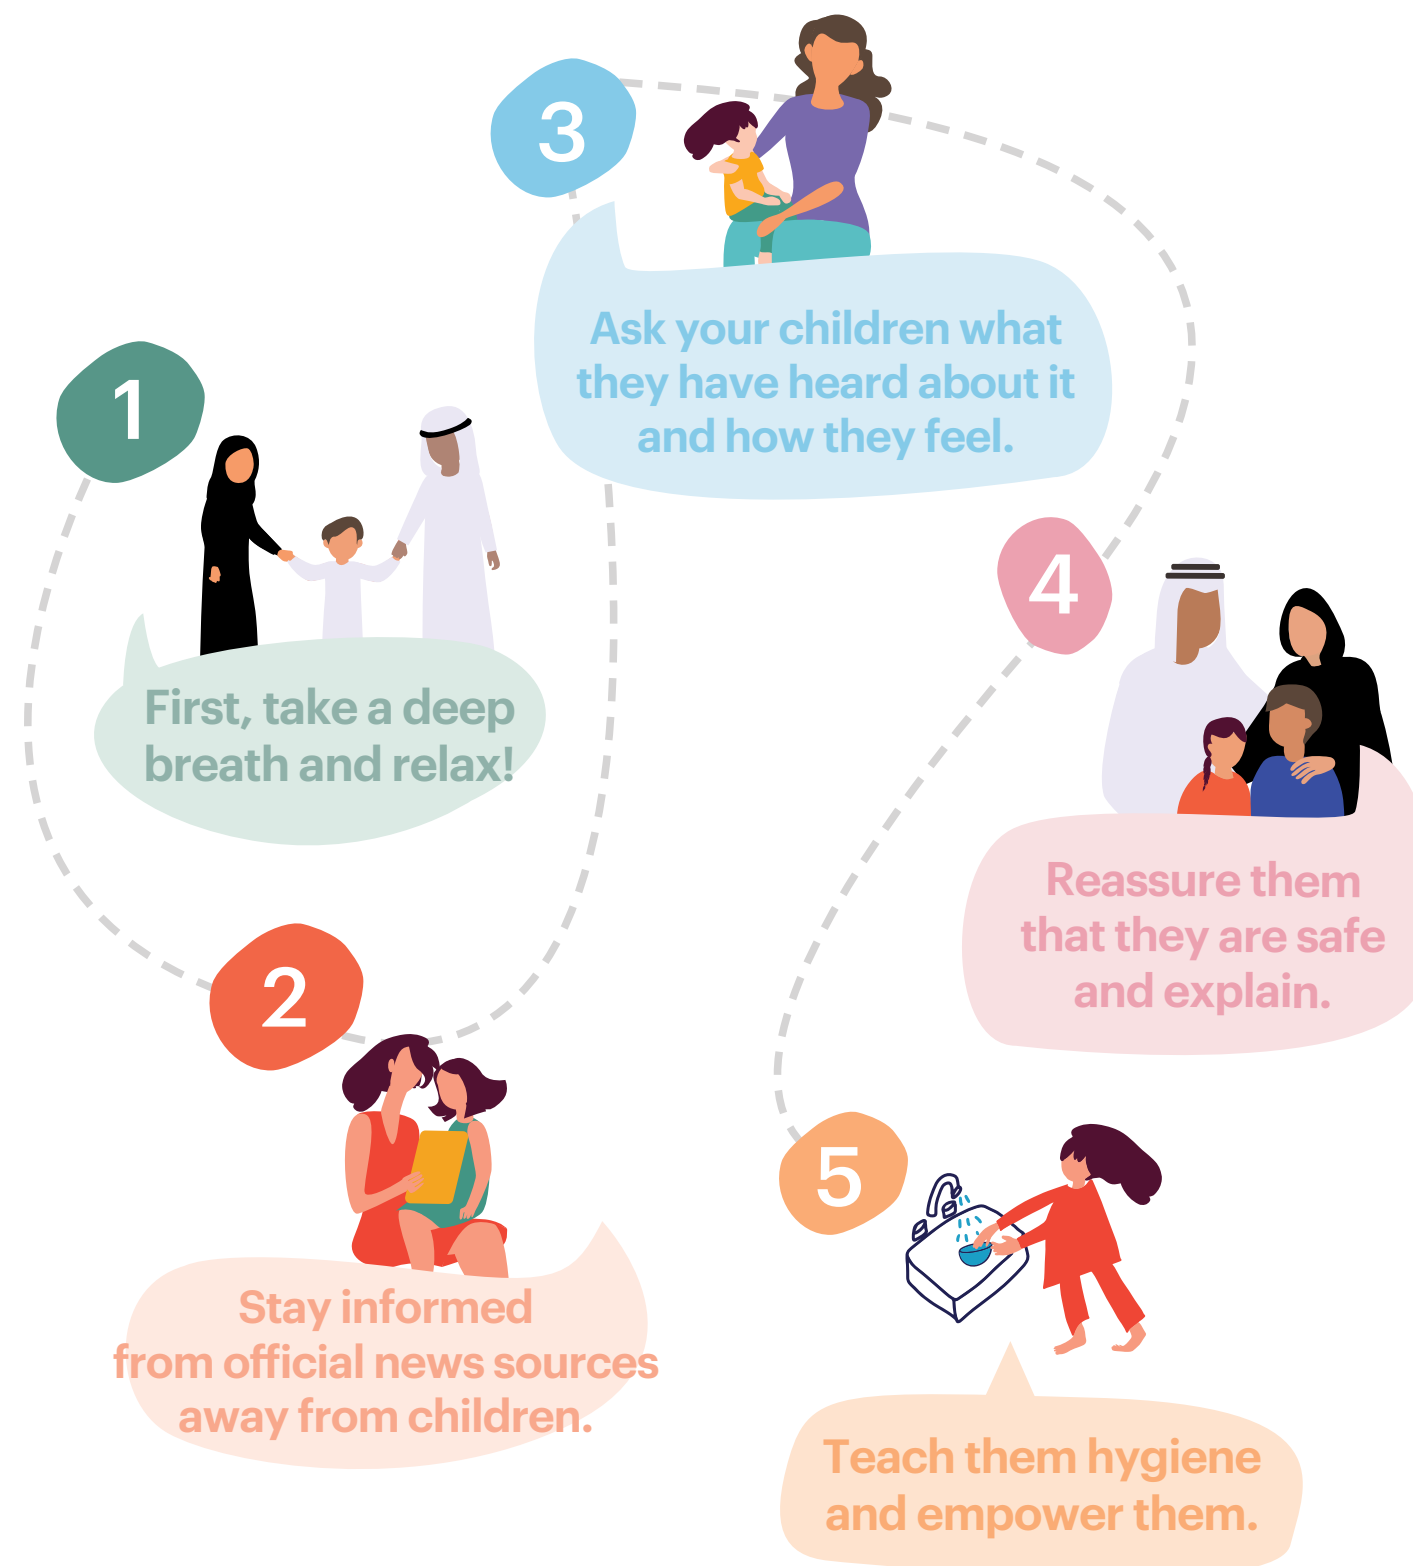 1
First, take a deep
breath and relax!
2
Stay informed
from official news sources
away from children.
3
Ask your children what
they have heard about it
and how they feel.
4
Reassure them
that they are safe
and explain.
5
Teach them hygiene
and empower them.